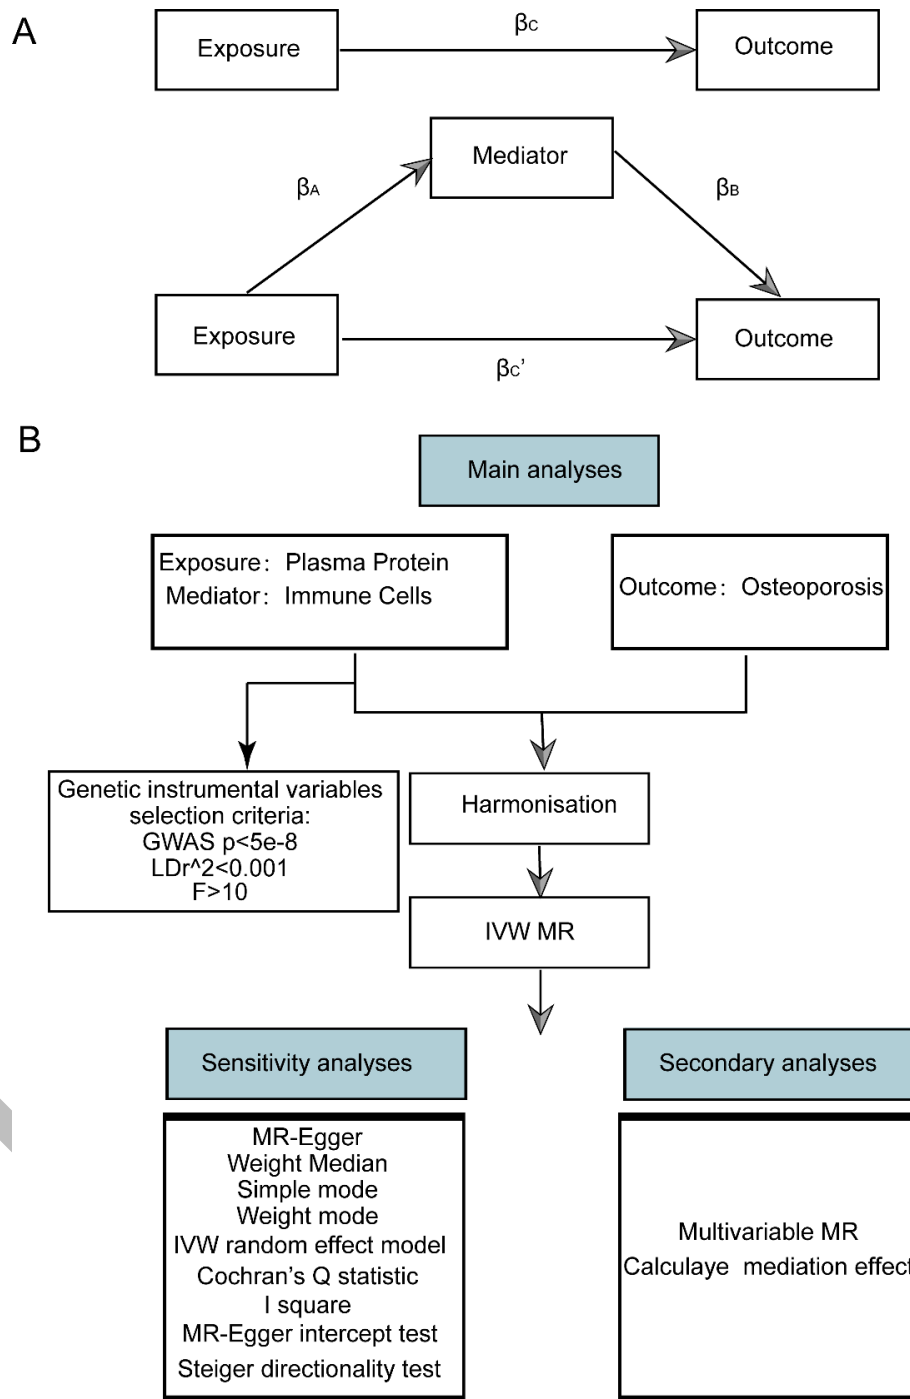 A
Exposure
βC
Outcome
Mediator
βA
βB
Exposure
βC'
Outcome
B
Main analyses
Exposure: Plasma Protein
Mediator: Immune Cells
Outcome: Osteoporosis
Genetic instrumental variables
selection criteria:
GWAS p<5e-8
LDr^2<0.001
F>10
Harmonisation
IVW MR
Sensitivity analyses
MR-Egger
Weight Median
Simple mode
Weight mode
IVW random effect model
Cochran's Q statistic
I square
MR-Egger intercept test
Steiger directionality test
Secondary analyses
Multivariable MR
Calculaye mediation effect